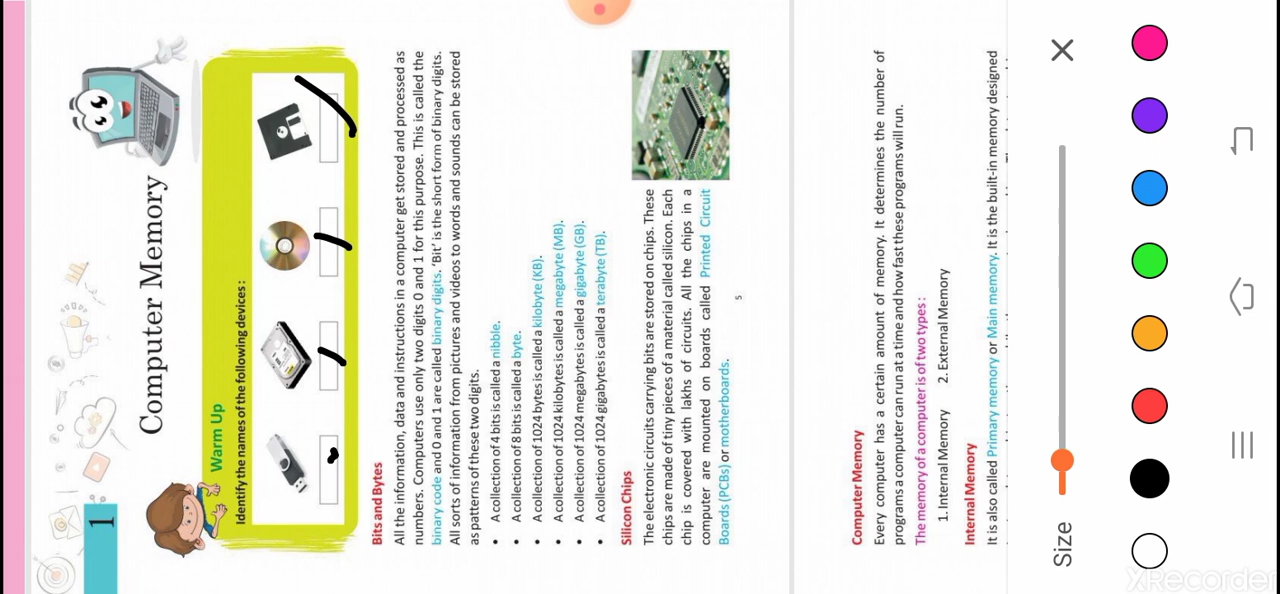 1
Computer Memory
Warm Up
Identify the names of the following devices :
Bits and Bytes
All the information, data and instructions in a computer get stored and processed as
numbers. Computers use only two digits 0 and 1 for this purpose. This is called the
binary code and 0 and 1 are called binary digits. 'Bit' is the short form of binary digits.
All sorts of information from pictures and videos to words and sounds can be stored
as patterns of these two digits.
• A collection of 4 bits is called a nibble.
• A collection of 8 bits is called a byte.
• A collection of 1024 bytes is called a kilobyte (KB).
• A collection of 1024 kilobytes is called a megabyte (MB).
• A collection of 1024 megabytes is called a gigabyte (GB).
• A collection of 1024 gigabytes is called a terabyte (TB).
Silicon Chips
The electronic circuits carrying bits are stored on chips. These
chips are made of tiny pieces of a material called silicon. Each
chip is covered with lakhs of circuits. All the chips in a
computer are mounted on boards called Printed Circuit
Boards (PCBs) or motherboards.
5
Computer Memory
Every computer has a certain amount of memory. It determines the number of
programs a computer can run at a time and how fast these programs will run.
The memory of a computer is of two types :
1. Internal Memory 2. External Memory
Internal Memory
It is also called Primary memory or Main memory. It is the built-in memory designed
Size
XRecorder